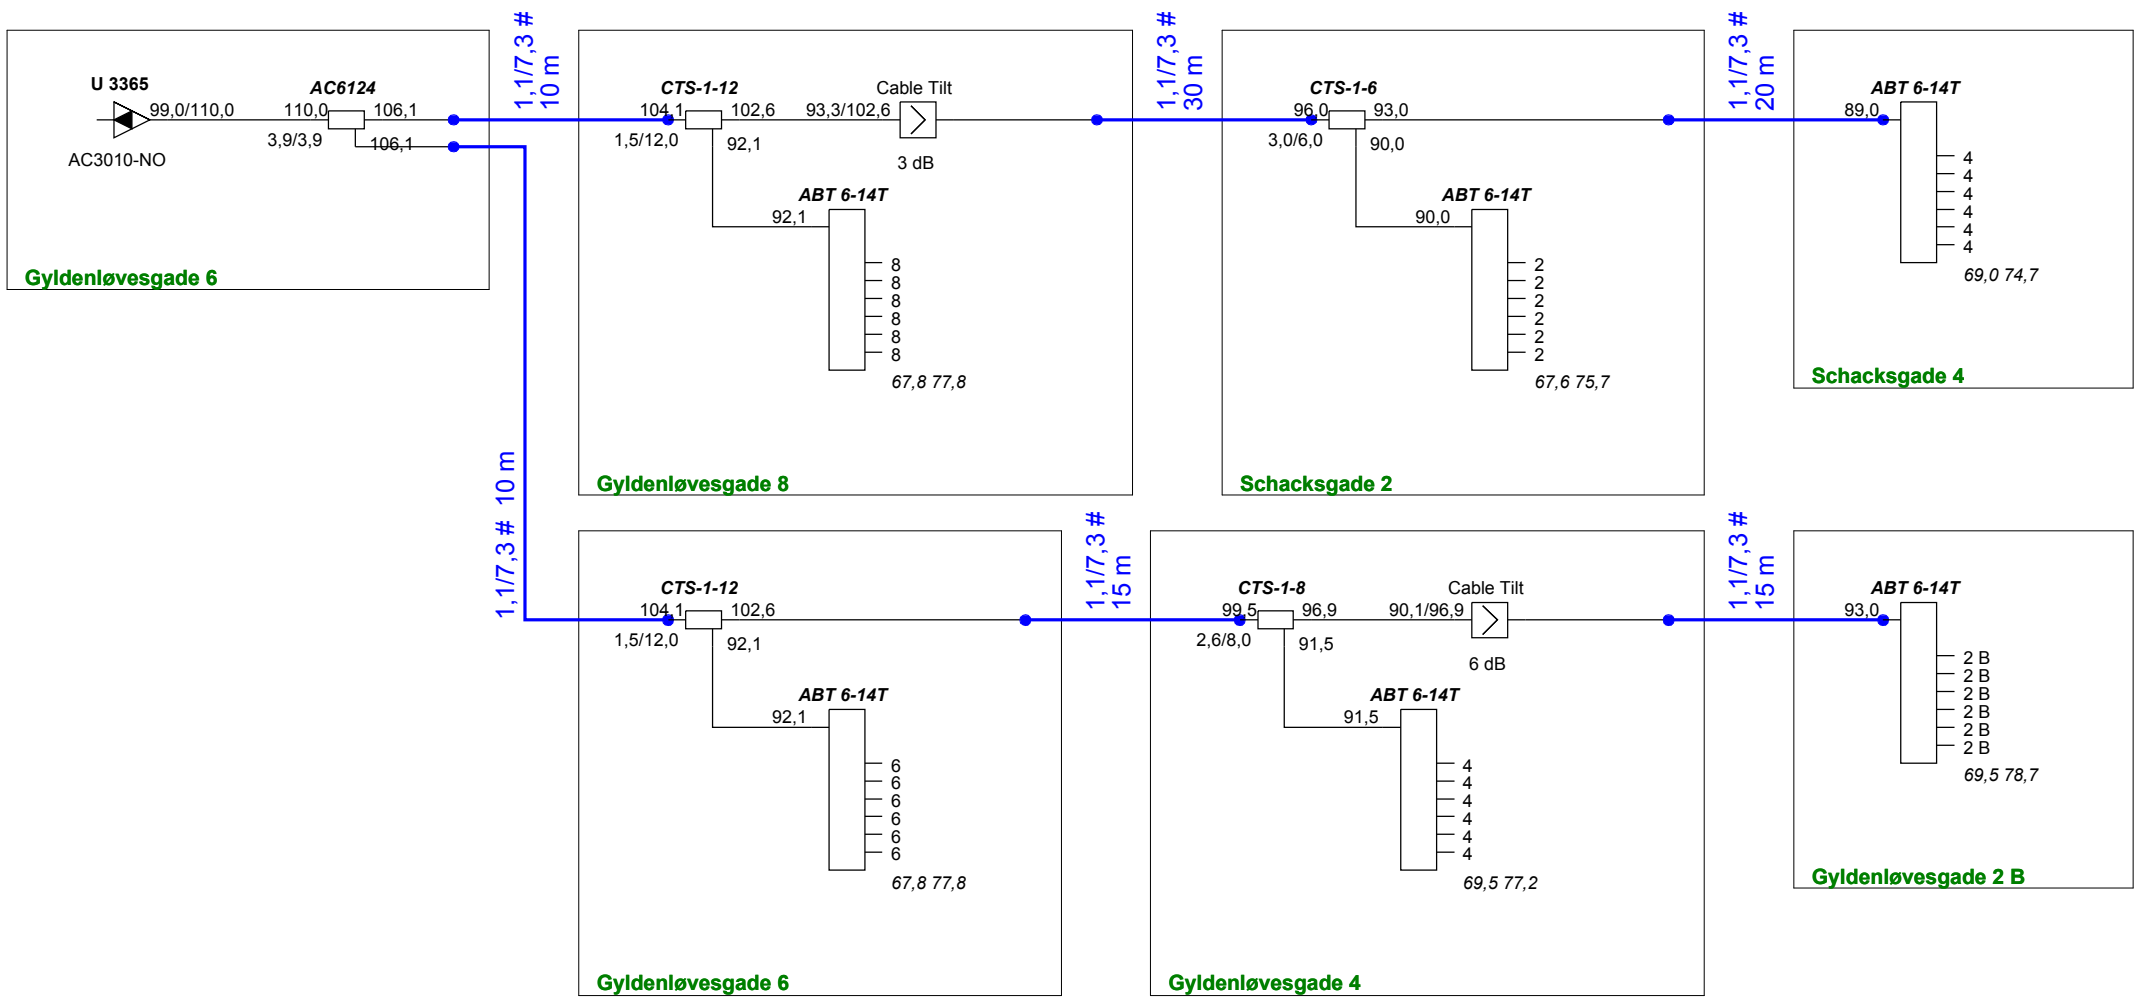 U 3365
99,0/110,0
AC3010-NO
AC6124
110,0
106,1
3,9/3,9
106,1
Gyldenløvesgade 6
1,1/7,3 #
10 m
CTS-1-12
104,1
102,6
1,5/12,0
92,1
93,3/102,6
Cable Tilt
3 dB
ABT 6-14T
92,1
8
8
8
8
8
8
67,8 77,8
Gyldenløvesgade 8
1,1/7,3 #
30 m
CTS-1-6
96,0
93,0
3,0/6,0
90,0
ABT 6-14T
90,0
2
2
2
2
2
2
67,6 75,7
Schacksgade 2
1,1/7,3 #
20 m
ABT 6-14T
89,0
4
4
4
4
4
4
69,0 74,7
Schacksgade 4
1,1/7,3 # 10 m
CTS-1-12
104,1
102,6
1,5/12,0
92,1
ABT 6-14T
92,1
6
6
6
6
6
6
67,8 77,8
Gyldenløvesgade 6
1,1/7,3 #
15 m
CTS-1-8
99,5
96,9
2,6/8,0
91,5
90,1/96,9
Cable Tilt
6 dB
ABT 6-14T
91,5
4
4
4
4
4
4
69,5 77,2
Gyldenløvesgade 4
1,1/7,3 #
15 m
ABT 6-14T
93,0
2 B
2 B
2 B
2 B
2 B
2 B
69,5 78,7
Gyldenløvesgade 2 B